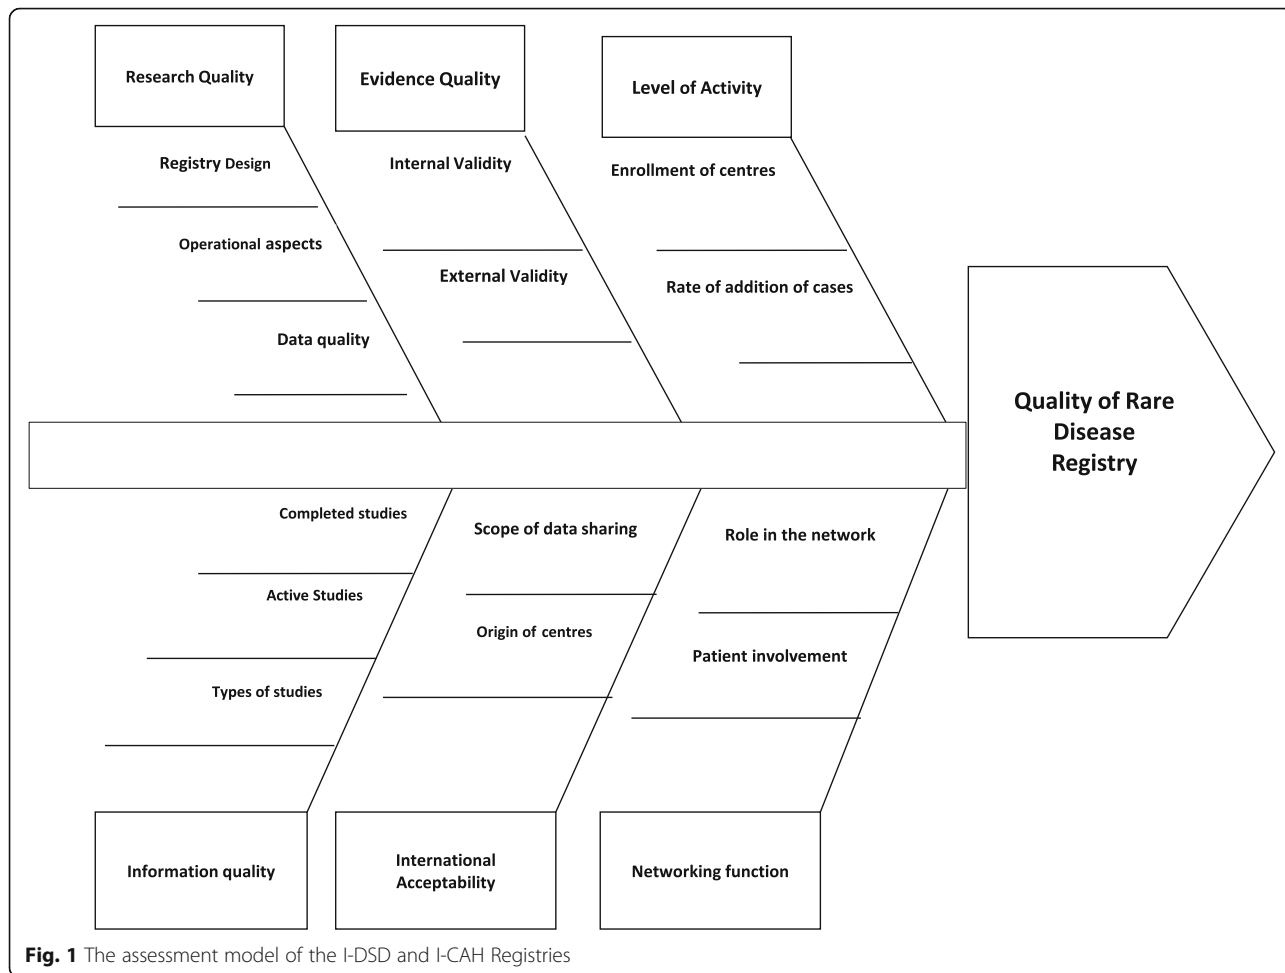 Research Quality
Evidence Quality
Level of Activity
Registry Design
Internal Validity
Enrollment of centres
Operational aspects
External Validity
Rate of addition of cases
Data quality
Quality of Rare
Disease
Registry
Completed studies
Scope of data sharing
Role in the network
Active Studies
Origin of centres
Patient involvement
Types of studies
Information quality
International
Acceptability
Networking function
Fig. 1 The assessment model of the I-DSD and I-CAH Registries